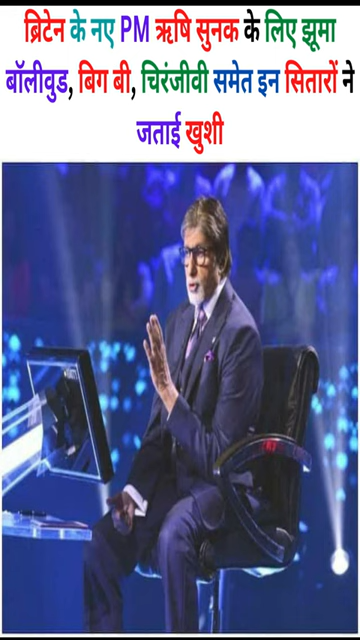 ब्रिटेन के नए PM ऋषि सुनक के लिए झूमा
बॉलीवुड, बिग बी, चिरंजीवी समेत इन सितारों ने
जताई खुशी